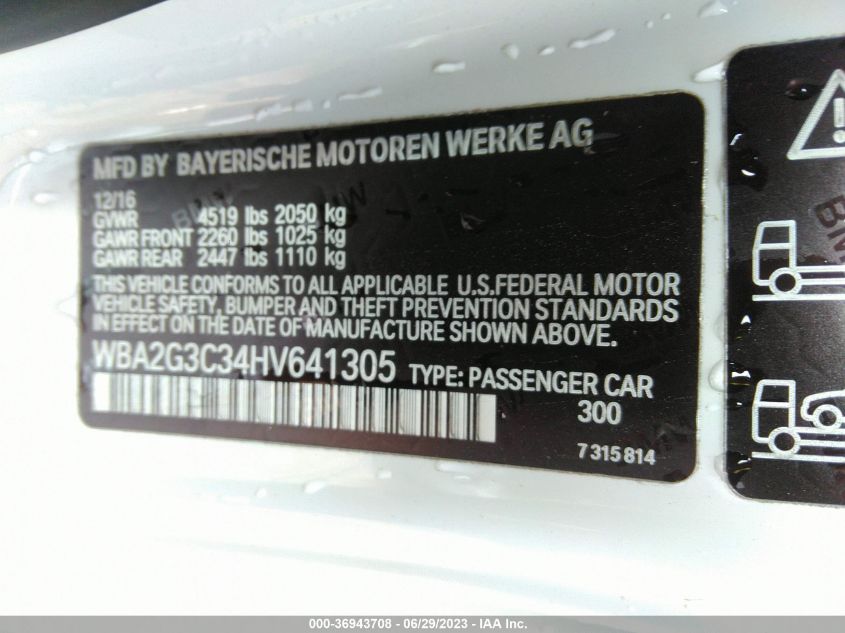 MFD BY BAYERISCHE MOTOREN WERKE AG
12/16
GVWR 4519 lbs 2050 kg
GAWR FRONT 2260 lbs 1025 kg
GAWR REAR 2447 lbs 1110 kg
THIS VEHICLE CONFORMS TO ALL APPLICABLE U.S.FEDERAL MOTOR
VEHICLE SAFETY, BUMPER AND THEFT PREVENTION STANDARDS
IN EFFECT ON THE DATE OF MANUFACTURE SHOWN ABOVE.
WBA2G3C34HV641305 TYPE: PASSENGER CAR
300
7 315 814
000-36943708 - 06/29/2023 - IAA Inc.